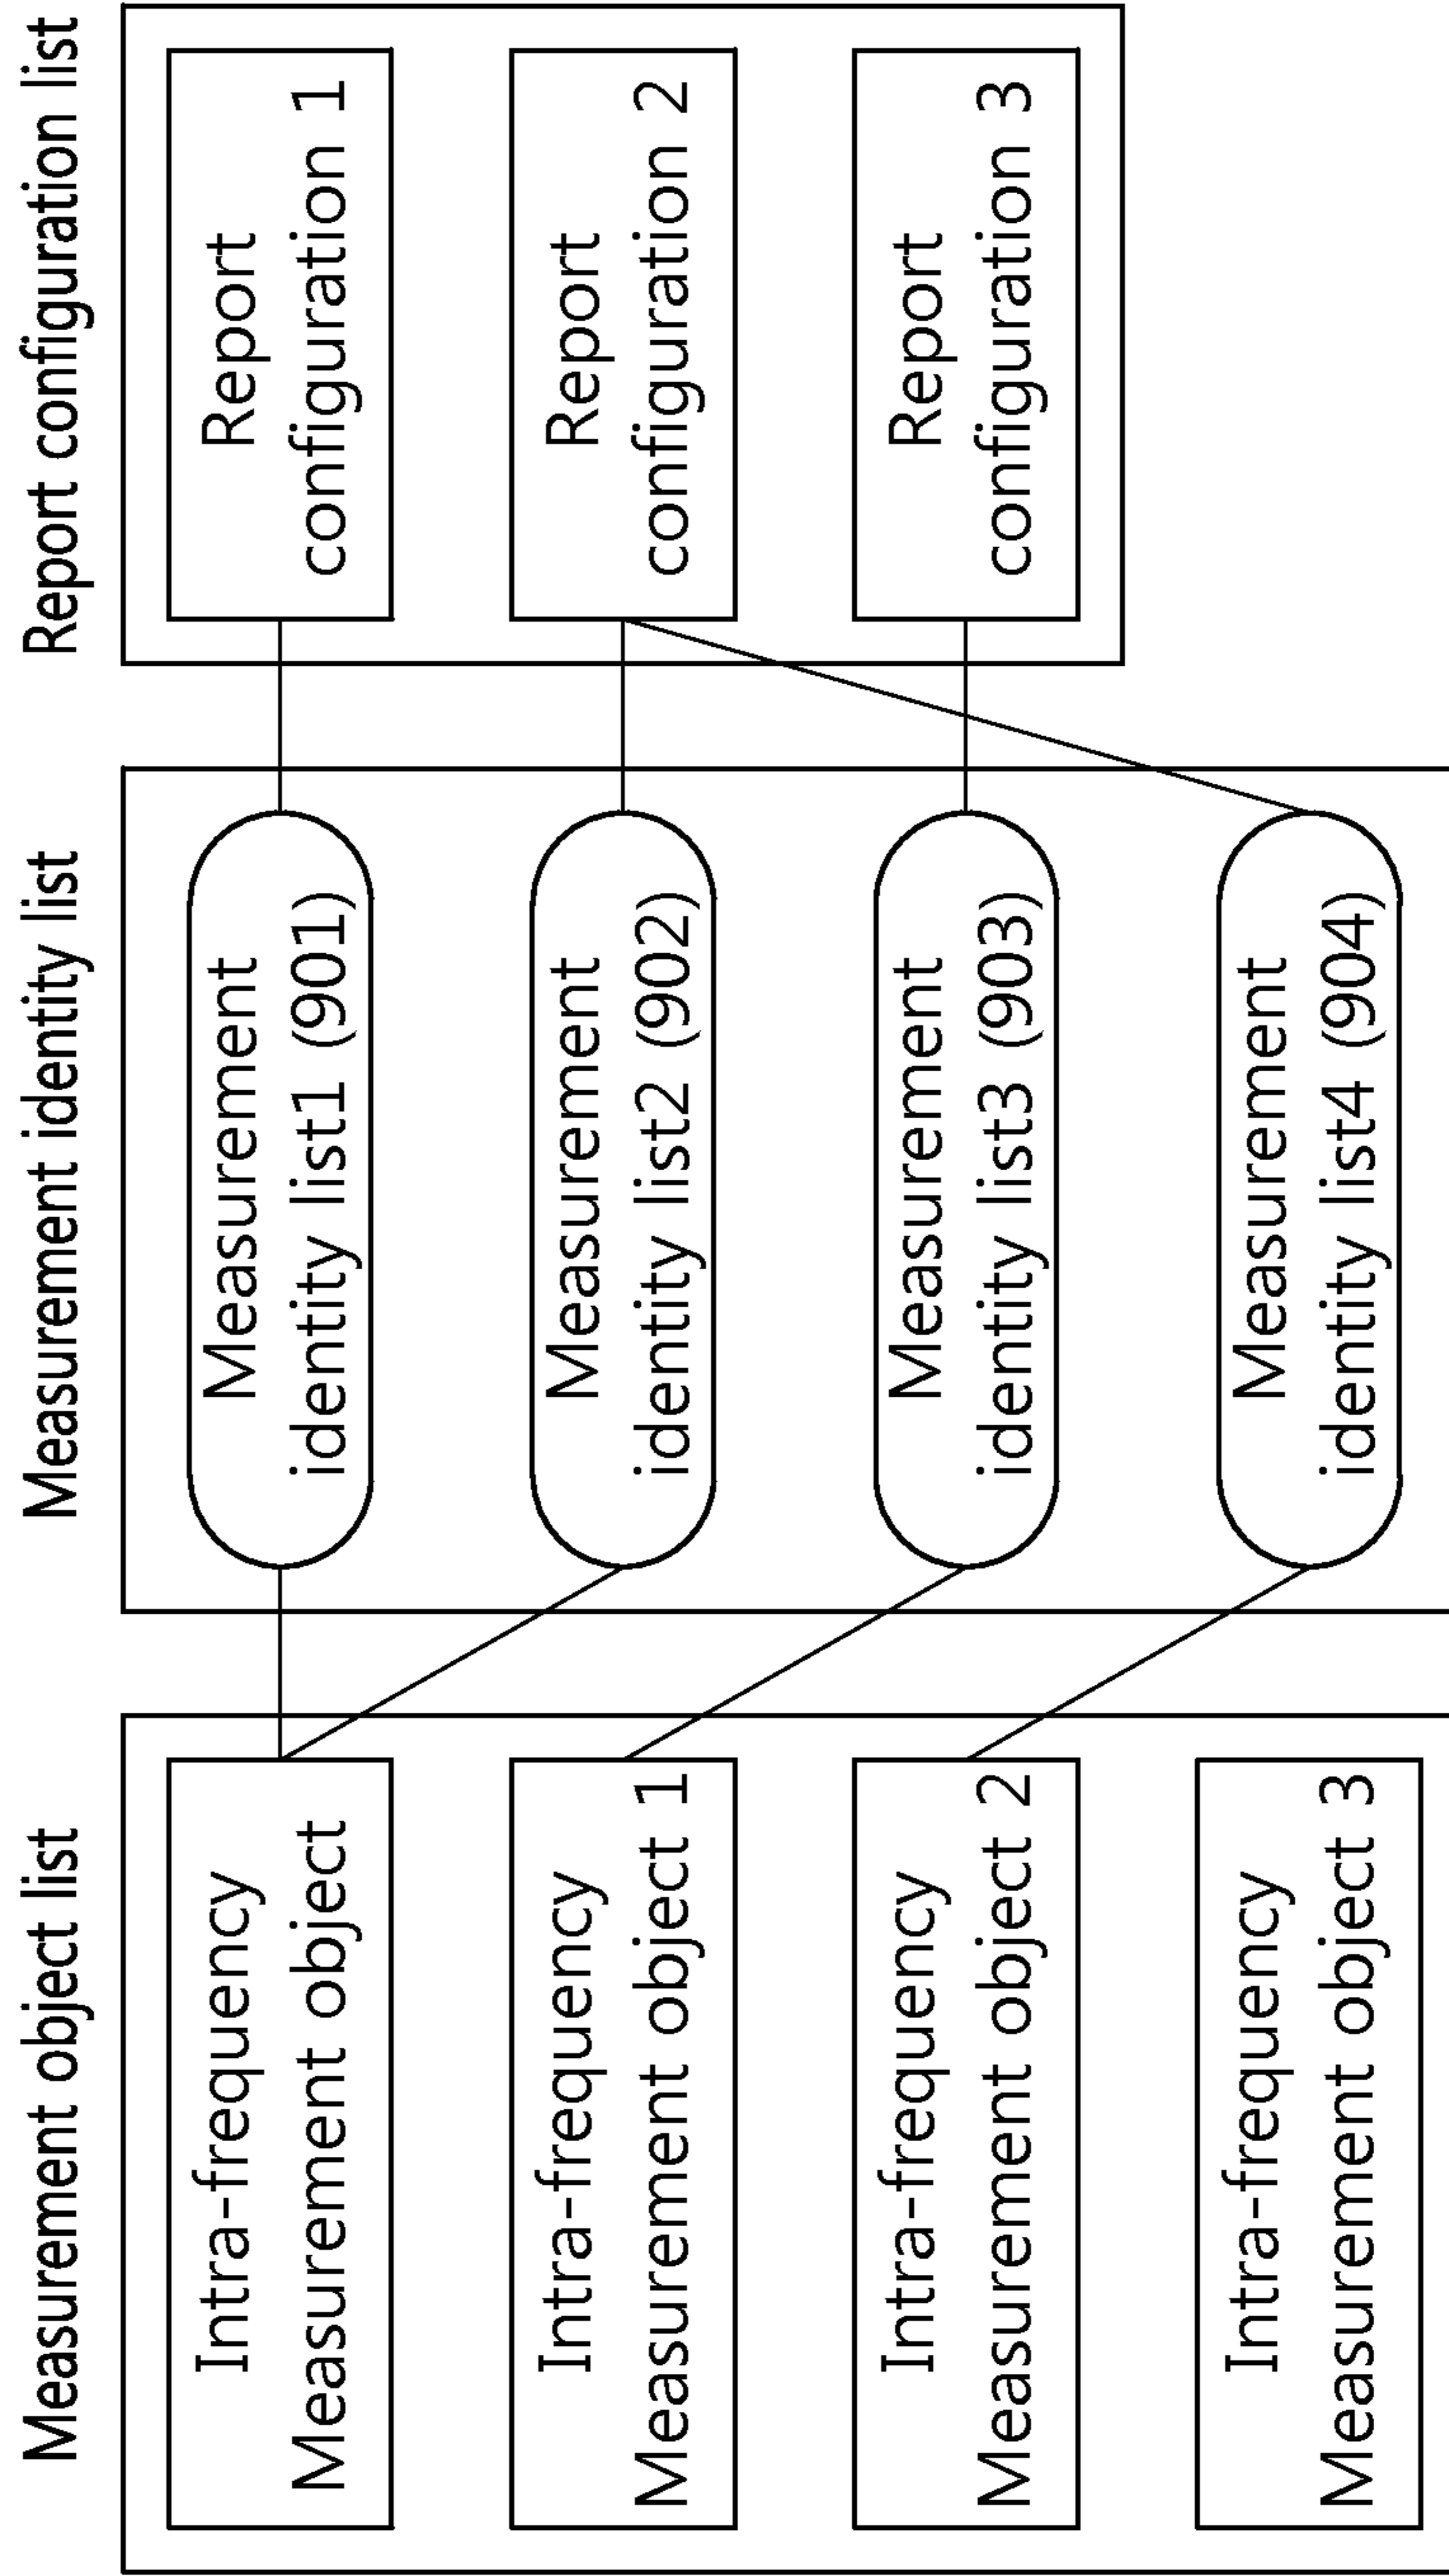 Measurement object list
Intra-frequency
Measurement object
Intra-frequency
Measurement object 1
Intra-frequency
Measurement object 2
Intra-frequency
Measurement object 3
Measurement identity list
Measurement
identity list1 (901)
Measurement
identity list2 (902)
Measurement
identity list3 (903)
Measurement
identity list4 (904)
Report configuration list
Report
configuration 1
Report
configuration 2
Report
configuration 3